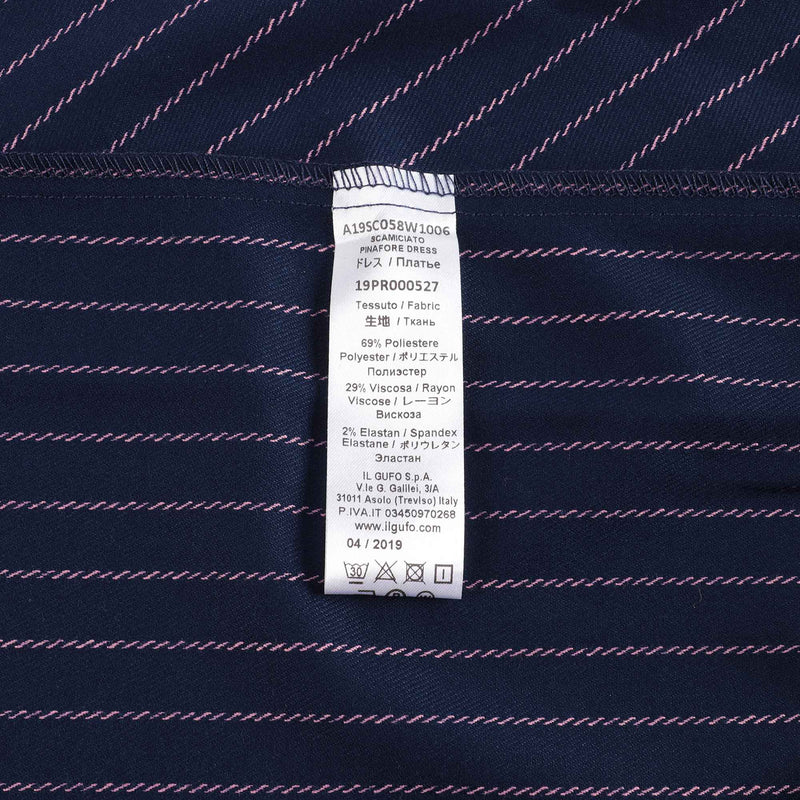 A19SC058W1006
SCAMICIATO
PINAFORE DRESS
ドレス / Платье
19PR000527
Tessuto / Fabric
生地 / Ткань
69% Poliestere
Polyester / ポリエステル
Полиэстер
29% Viscosa / Rayon
Viscose / レーヨン
Вискоза
2% Elastan / Spandex
Elastane / ポリウレタン
Эластан
IL GUFO S.p.A.
V.le G. Galilei, 3/A
31011 Asolo (Treviso) Italy
P.IVA.IT 03450970268
www.ilgufo.com
04 / 2019
30